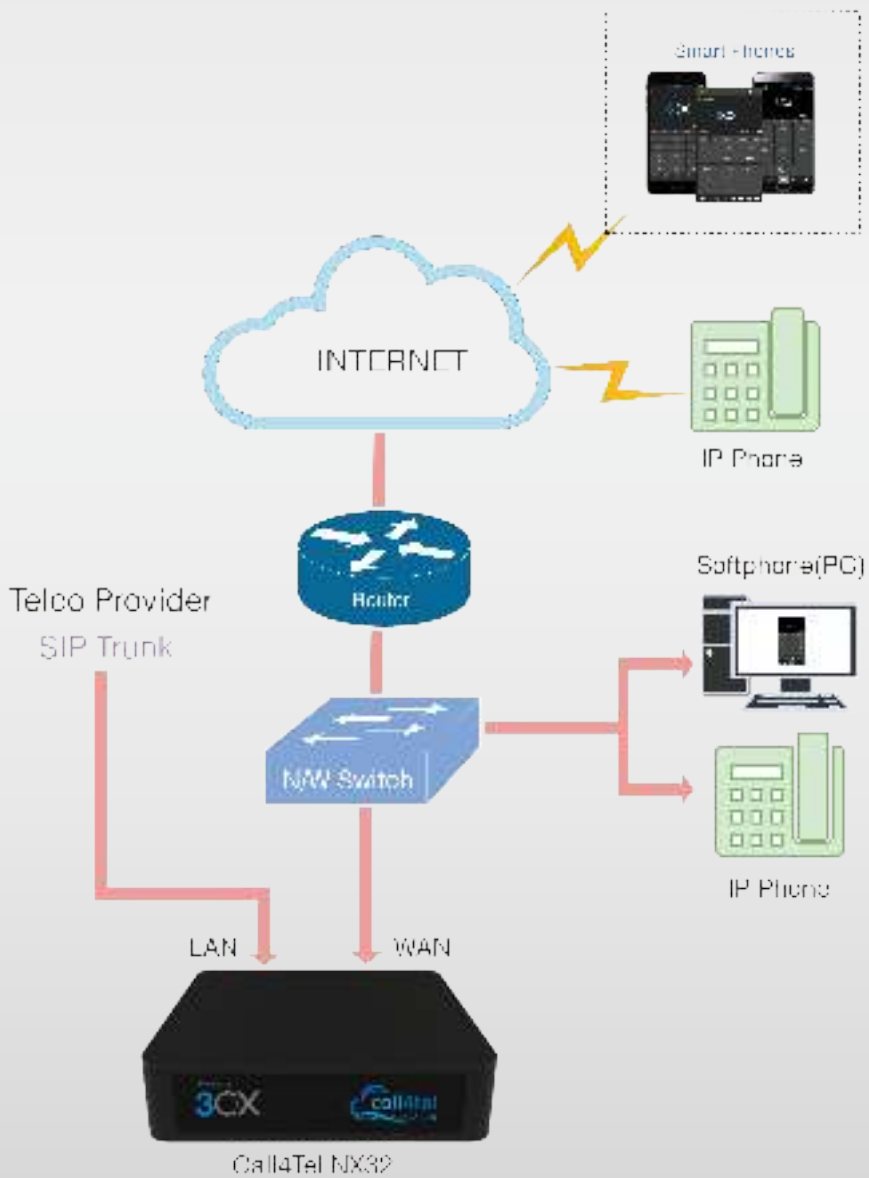 Smart Phones
INTERNET
IP Phone
Router
Softphone(PC)
Telco Provider
SIP Trunk
N/W Switch
IP Phone
LAN
WAN
3CX
call4tel
Call4Tel NX32